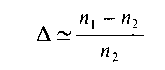 Δ ≃ (n₁ − n₂) / n₂